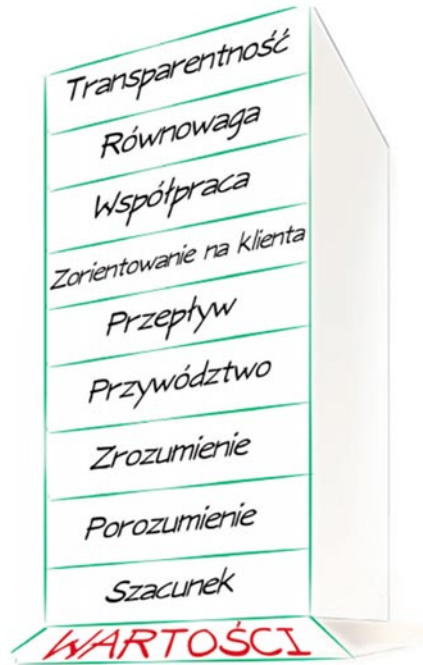 Transparentność
Równowaga
Współpraca
Zorientowanie na klienta
Przepływ
Przywództwo
Zrozumienie
Porozumienie
Szacunek
WARTOŚCI